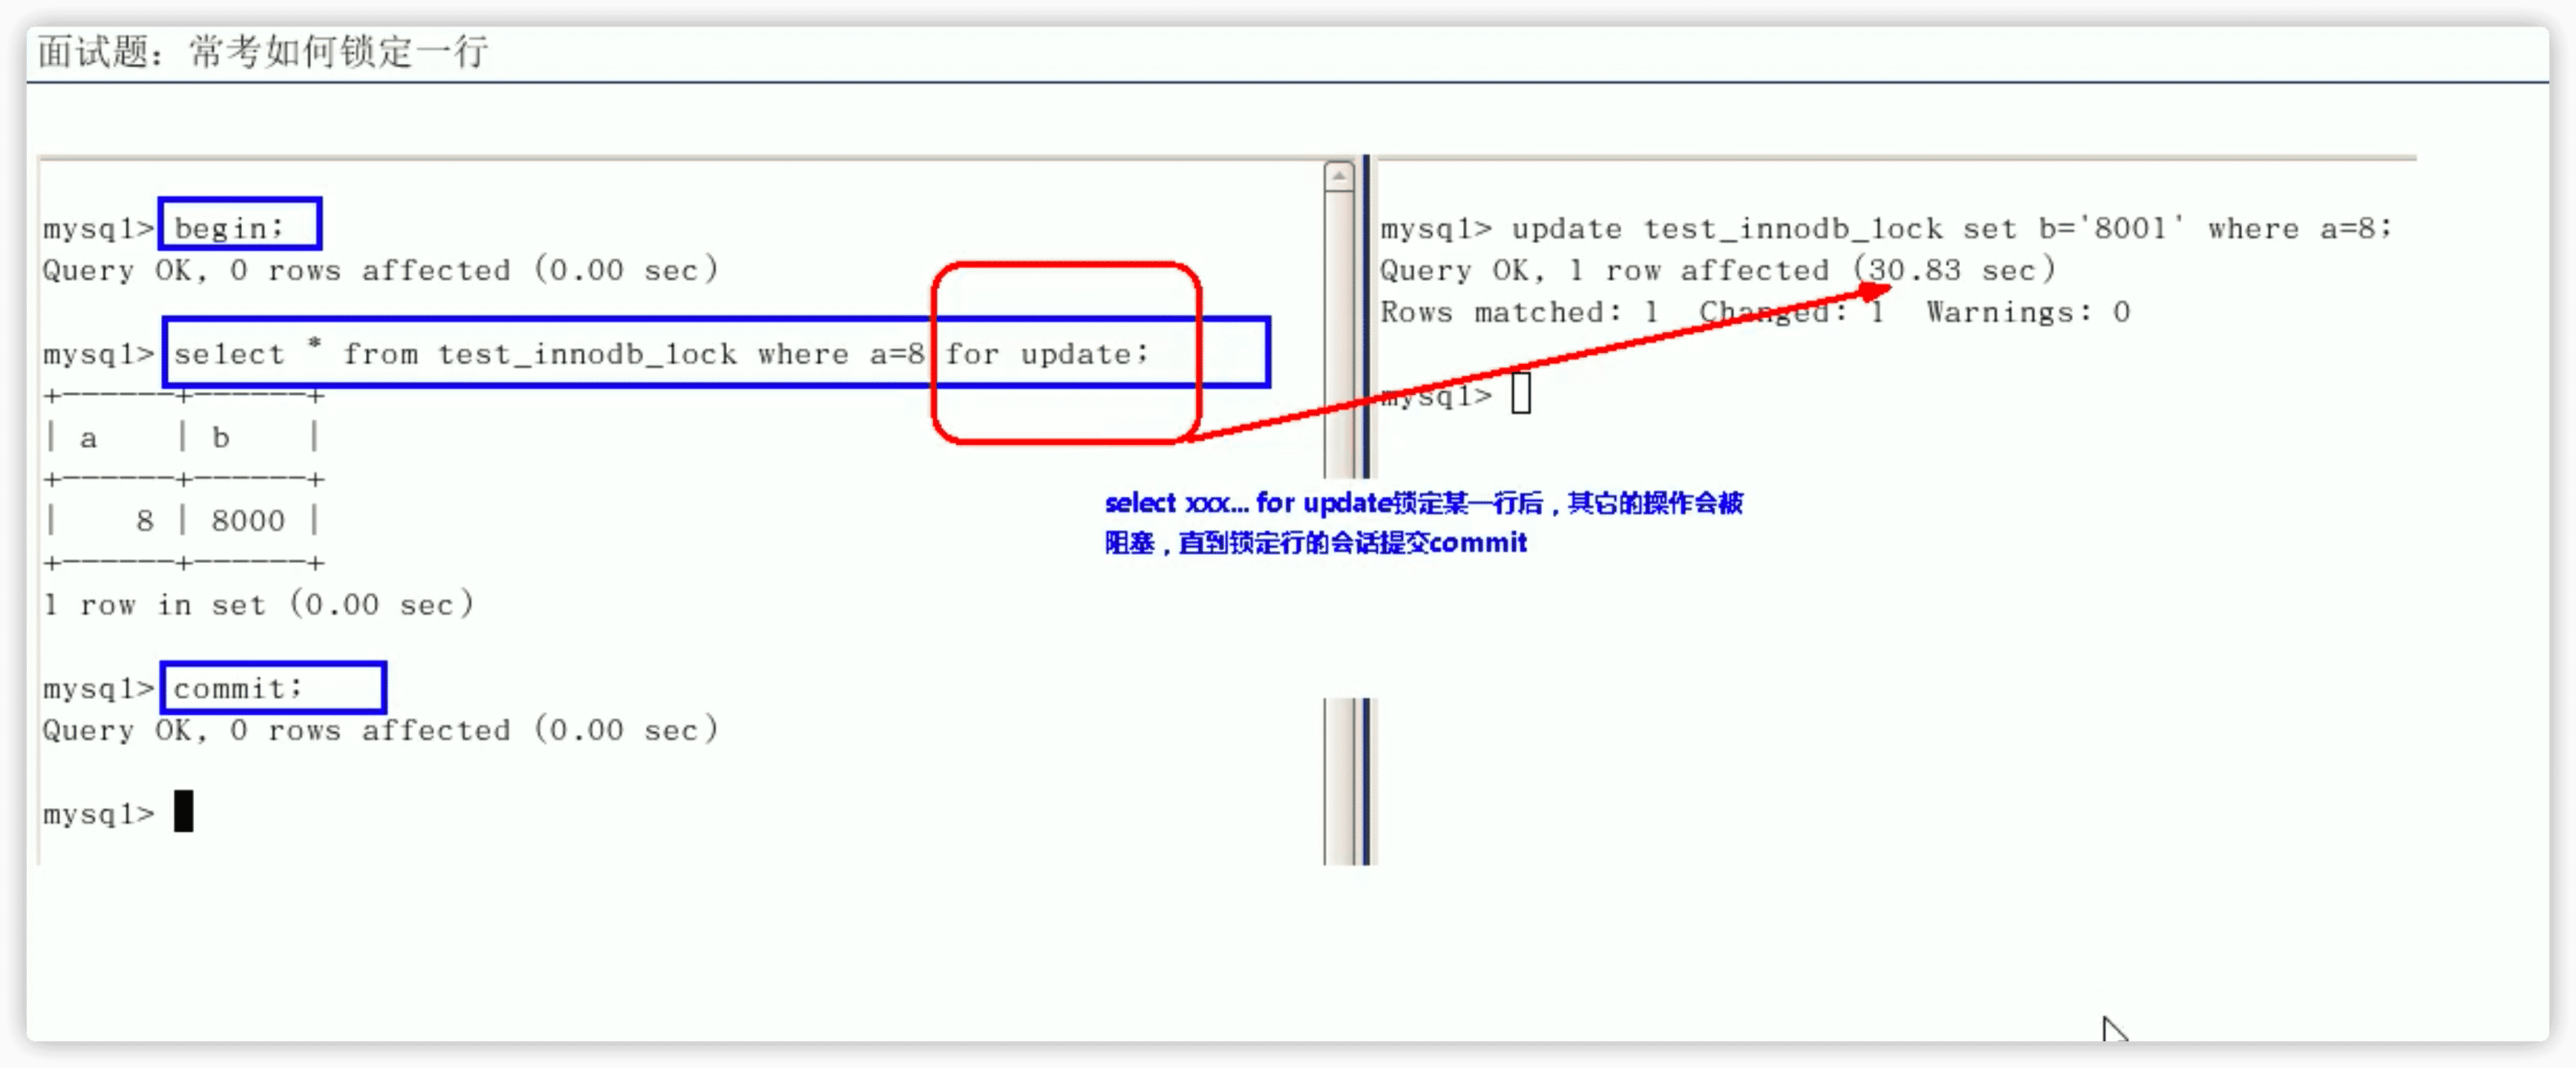 面试题：常考如何锁定一行
mysql> begin;
Query OK, 0 rows affected (0.00 sec)
mysql> select * from test_innodb_lock where a=8 for update;
+------+------+
| a    | b    |
+------+------+
|    8 | 8000 |
+------+------+
1 row in set (0.00 sec)
mysql> commit;
Query OK, 0 rows affected (0.00 sec)
mysql>
mysql> update test_innodb_lock set b='8001' where a=8;
Query OK, 1 row affected (30.83 sec)
Rows matched: 1  Changed: 1  Warnings: 0
mysql>
select xxx... for update锁定某一行后，其它的操作会被
阻塞，直到锁定行的会话提交commit